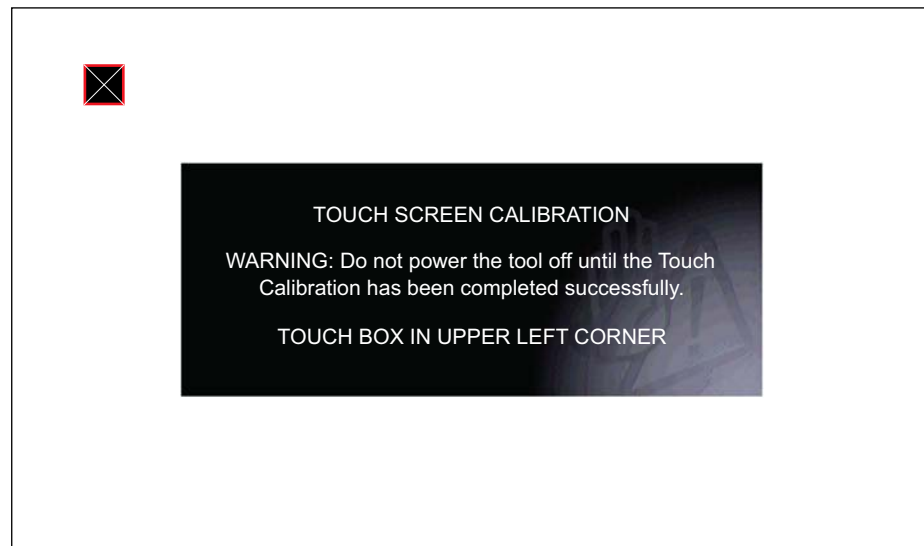 TOUCH SCREEN CALIBRATION
WARNING: Do not power the tool off until the Touch
Calibration has been completed successfully.
TOUCH BOX IN UPPER LEFT CORNER